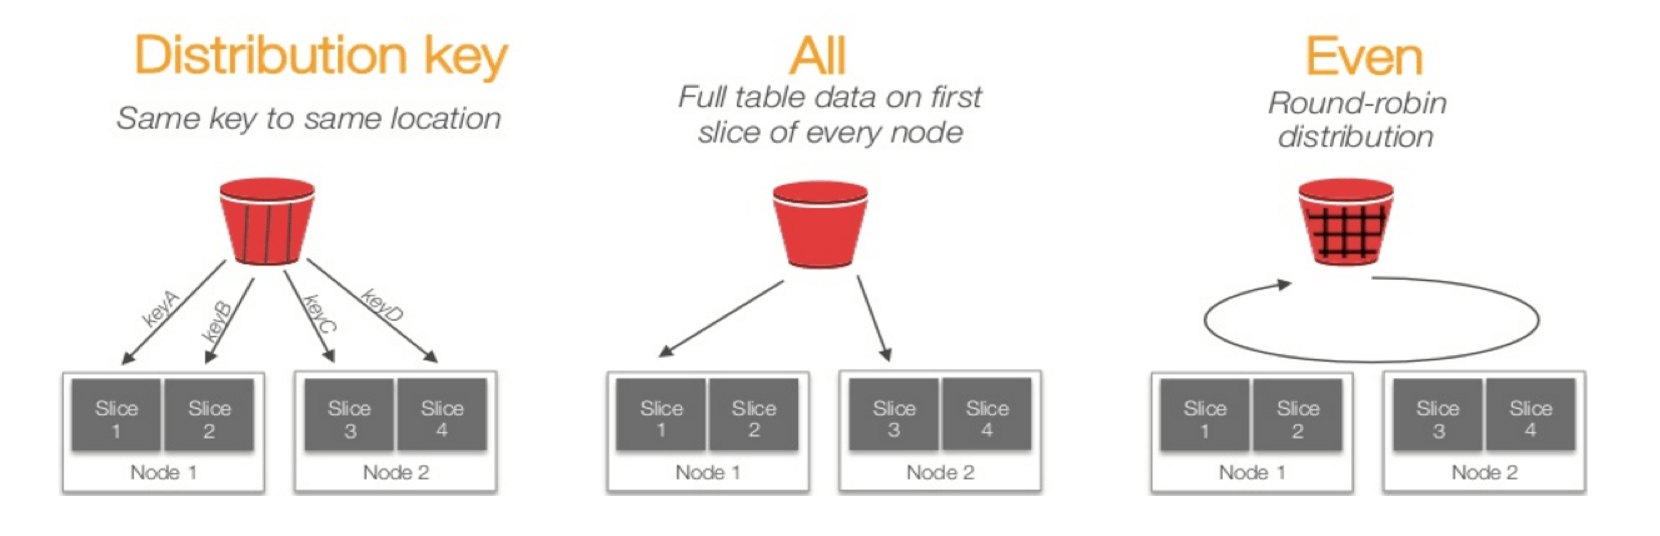 Distribution key
Same key to same location
keyA
keyB
keyC
keyD
Slice
1
Slice
2
Node 1
Slice
3
Slice
4
Node 2
All
Full table data on first
slice of every node
Slice
1
Slice
2
Node 1
Slice
3
Slice
4
Node 2
Even
Round-robin
distribution
Slice
1
Slice
2
Node 1
Slice
3
Slice
4
Node 2